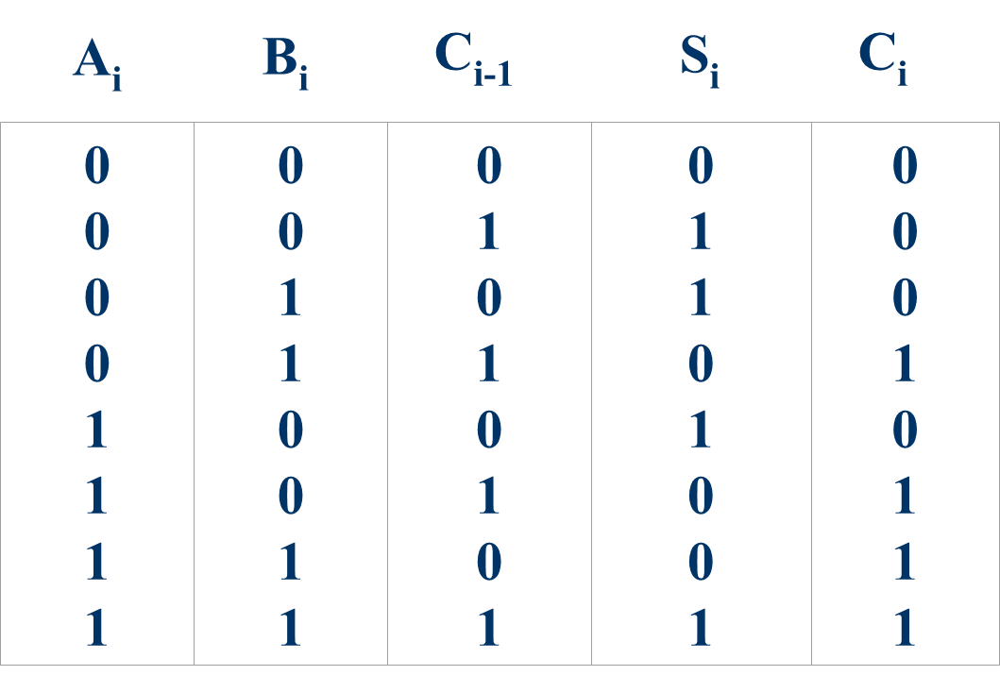 Ai Bi Ci-1 Si Ci
0 0 0 0 0
0 0 1 1 0
0 1 0 1 0
0 1 1 0 1
1 0 0 1 0
1 0 1 0 1
1 1 0 0 1
1 1 1 1 1